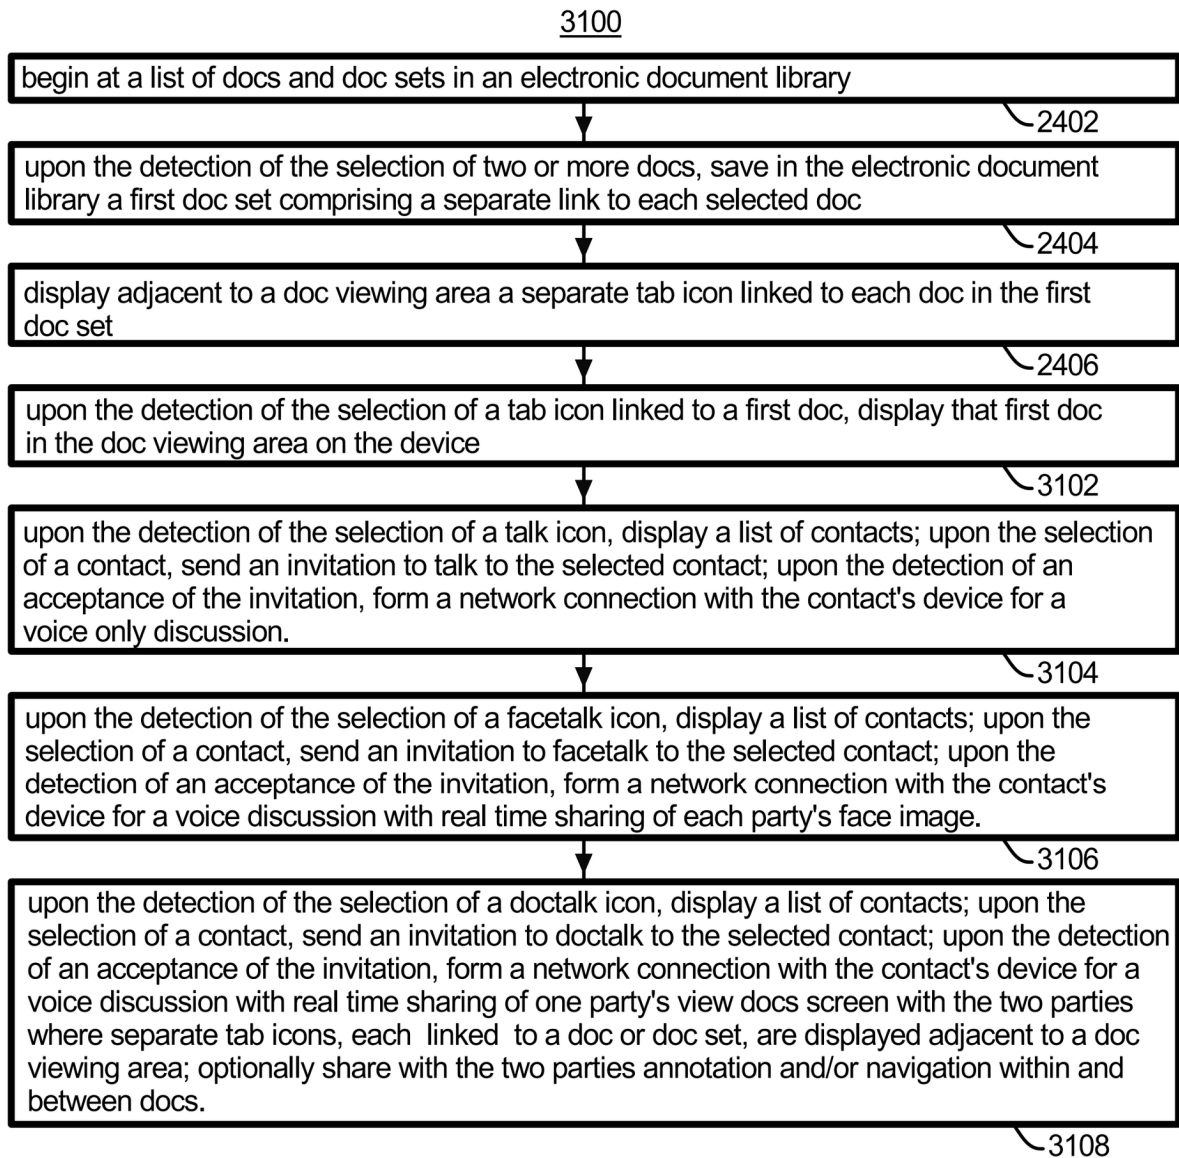 3100
begin at a list of docs and doc sets in an electronic document library
2402
upon the detection of the selection of two or more docs, save in the electronic document
library a first doc set comprising a separate link to each selected doc
2404
display adjacent to a doc viewing area a separate tab icon linked to each doc in the first
doc set
2406
upon the detection of the selection of a tab icon linked to a first doc, display that first doc
in the doc viewing area on the device
3102
upon the detection of the selection of a talk icon, display a list of contacts; upon the selection
of a contact, send an invitation to talk to the selected contact; upon the detection of an
acceptance of the invitation, form a network connection with the contact's device for a
voice only discussion.
3104
upon the detection of the selection of a facetalk icon, display a list of contacts; upon the
selection of a contact, send an invitation to facetalk to the selected contact; upon the
detection of an acceptance of the invitation, form a network connection with the contact's
device for a voice discussion with real time sharing of each party's face image.
3106
upon the detection of the selection of a doctalk icon, display a list of contacts; upon the
selection of a contact, send an invitation to doctalk to the selected contact; upon the detection
of an acceptance of the invitation, form a network connection with the contact's device for a
voice discussion with real time sharing of one party's view docs screen with the two parties
where separate tab icons, each linked to a doc or doc set, are displayed adjacent to a doc
viewing area; optionally share with the two parties annotation and/or navigation within and
between docs.
3108